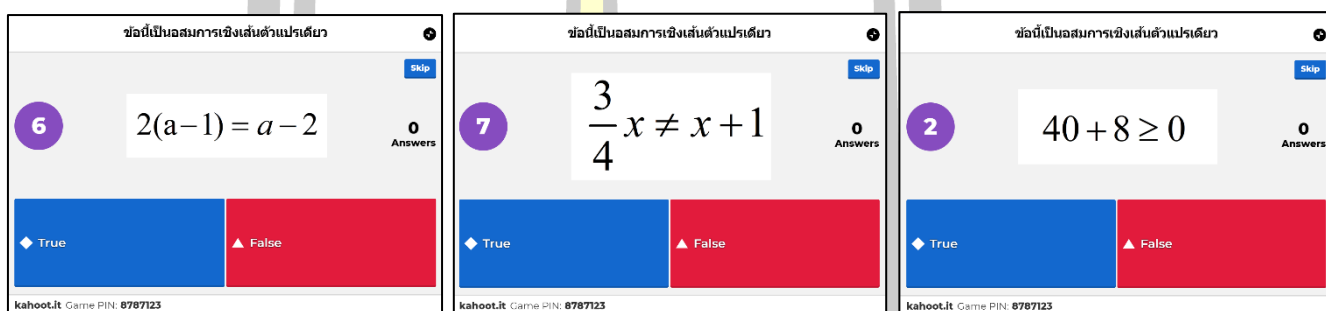 ข้อนี้เป็นอสมการเชิงเส้นตัวแปรเดียว
Skip
6
2(a−1) = a − 2
0
Answers
True
False
kahoot.it Game PIN: 8787123
ข้อนี้เป็นอสมการเชิงเส้นตัวแปรเดียว
Skip
7
3/4 x ≠ x + 1
0
Answers
True
False
kahoot.it Game PIN: 8787123
ข้อนี้เป็นอสมการเชิงเส้นตัวแปรเดียว
Skip
2
40 + 8 ≥ 0
0
Answers
True
False
kahoot.it Game PIN: 8787123